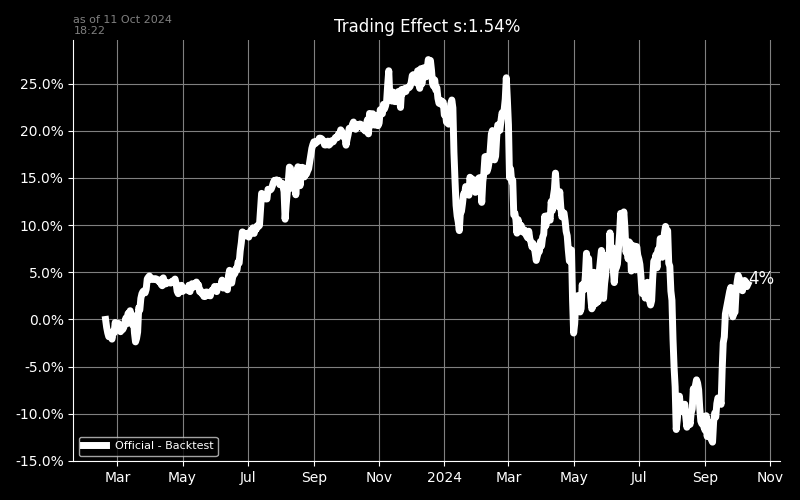 as of 11 Oct 2024
18:22
Trading Effect s:1.54%
25.0%
20.0%
15.0%
10.0%
5.0%
0.0%
-5.0%
-10.0%
-15.0%
4%
Official - Backtest
Mar May Jul Sep Nov 2024 Mar May Jul Sep Nov